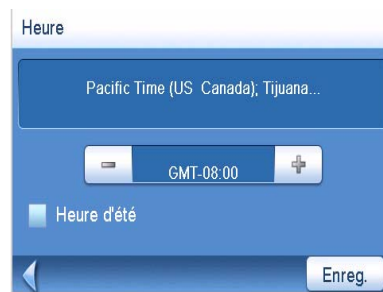 Heure
Pacific Time (US Canada); Tijuana...
GMT-08:00
Heure d'été
Enreg.